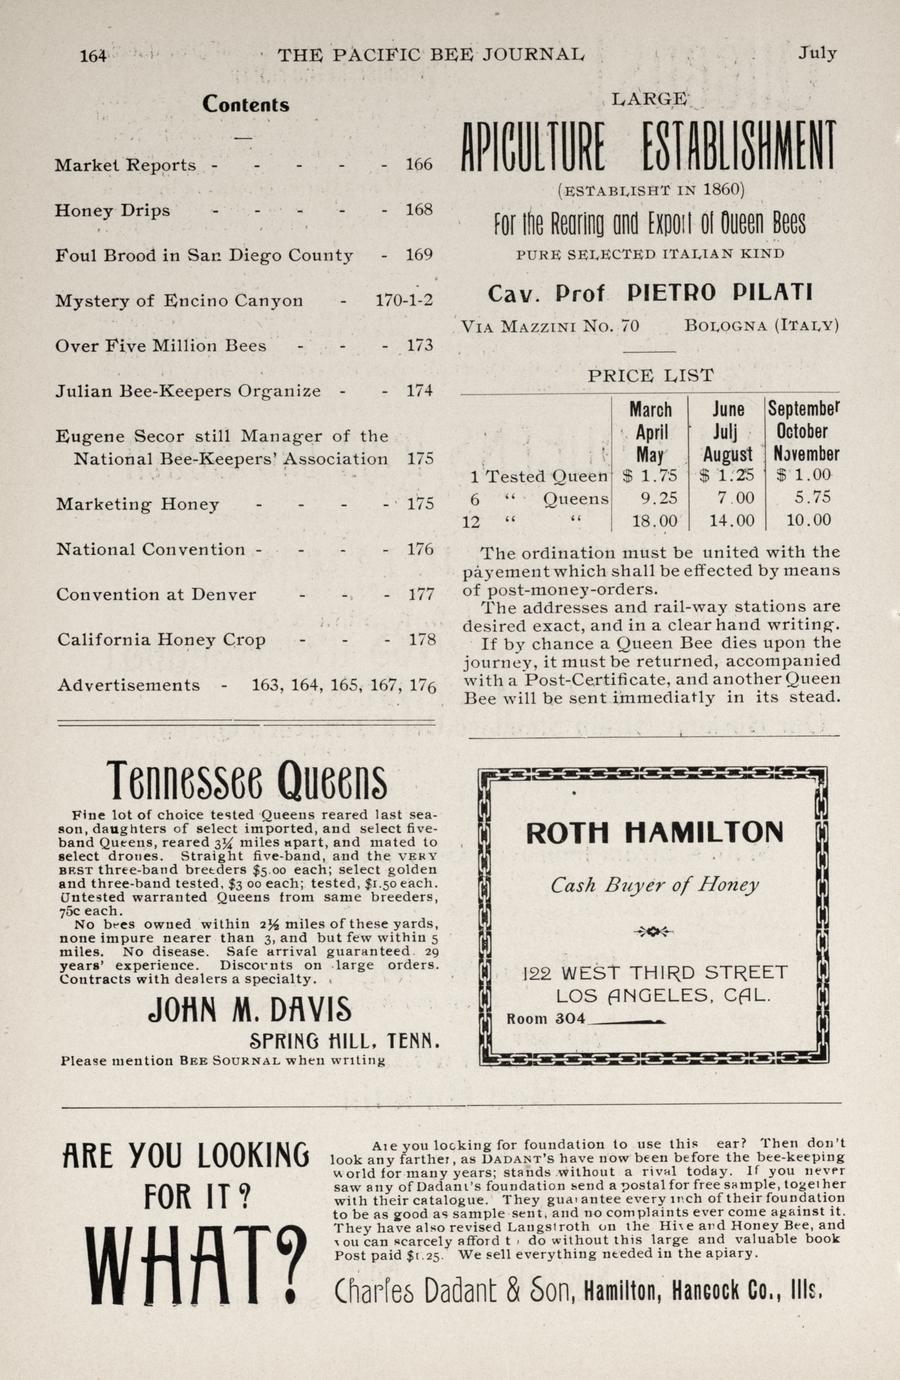 164
THE PACIFIC BEE JOURNAL
July
Contents
Market Reports - - - - - 166
Honey Drips - - - - - 168
Foul Brood in San Diego County - 169
Mystery of Encino Canyon - 170-1-2
Over Five Million Bees - - - 173
Julian Bee-Keepers Organize - - 174
Eugene Secor still Manager of the
National Bee-Keepers' Association 175
Marketing Honey - - - - 175
National Convention - - - - 176
Convention at Denver - - - 177
California Honey Crop - - - 178
Advertisements - 163, 164, 165, 167, 176
Tennessee Queens
Fine lot of choice tested Queens reared last sea-
son, daughters of select imported, and select five-
band Queens, reared 3½ miles apart, and mated to
select drones. Straight five-band, and the VERY
BEST three-band breeders $5.00 each; select golden
and three-band tested, $3 00 each; tested, $1.50 each.
Untested warranted Queens from same breeders,
75c each.
No bees owned within 2½ miles of these yards,
none impure nearer than 3, and but few within 5
miles. No disease. Safe arrival guaranteed. 29
years' experience. Discounts on large orders.
Contracts with dealers a specialty.
JOHN M. DAVIS
SPRING HILL, TENN.
Please mention BEE SOURNAL when writing
LARGE
APICULTURE ESTABLISHMENT
(ESTABLISHT IN 1860)
For the Rearing and Export of Queen Bees
PURE SELECTED ITALIAN KIND
Cav. Prof PIETRO PILATI
VIA MAZZINI NO. 70 BOLOGNA (ITALY)
PRICE LIST
March June September
April Julj October
May August November
1 Tested Queen $ 1.75 $ 1.25 $ 1.00
6 “ Queens 9.25 7.00 5.75
12 “ “ 18.00 14.00 10.00
The ordination must be united with the
payement which shall be effected by means
of post-money-orders.
The addresses and rail-way stations are
desired exact, and in a clear hand writing.
If by chance a Queen Bee dies upon the
journey, it must be returned, accompanied
with a Post-Certificate, and another Queen
Bee will be sent immediatly in its stead.
ROTH HAMILTON
Cash Buyer of Honey
122 WEST THIRD STREET
LOS ANGELES, CAL.
Room 304
ARE YOU LOOKING
FOR IT?
WHAT?
Are you looking for foundation to use this ear? Then don't
look any farther, as DADANT'S have now been before the bee-keeping
world for many years; stands without a rival today. If you never
saw any of Dadant's foundation send a postal for free sample, together
with their catalogue. They guarantee every inch of their foundation
to be as good as sample sent, and no complaints ever come against it.
They have also revised Langstroth on the Hive and Honey Bee, and
you can scarcely afford to do without this large and valuable book
Post paid $1.25. We sell everything needed in the apiary.
Charles Dadant & Son, Hamilton, Hancock Co., Ills.